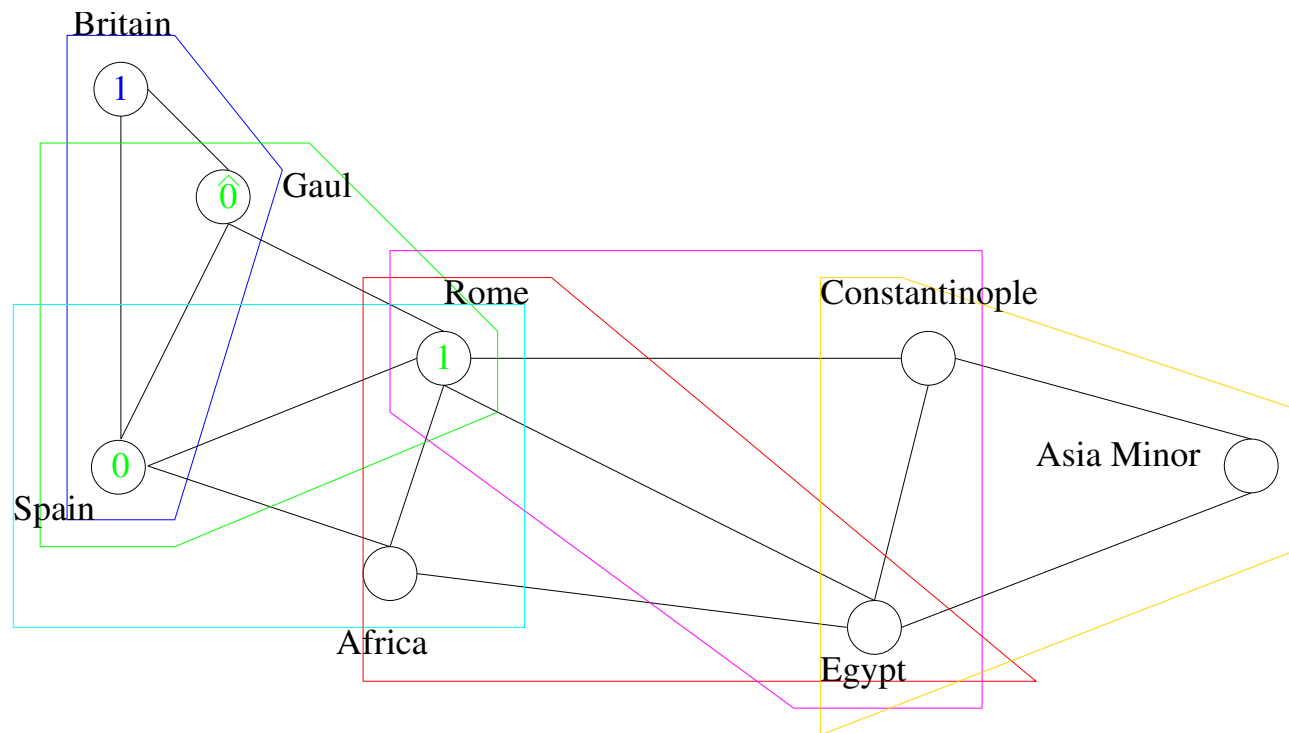 Britain
1
0̂
Gaul
Rome
Constantinople
1
Asia Minor
0
Spain
Africa
Egypt